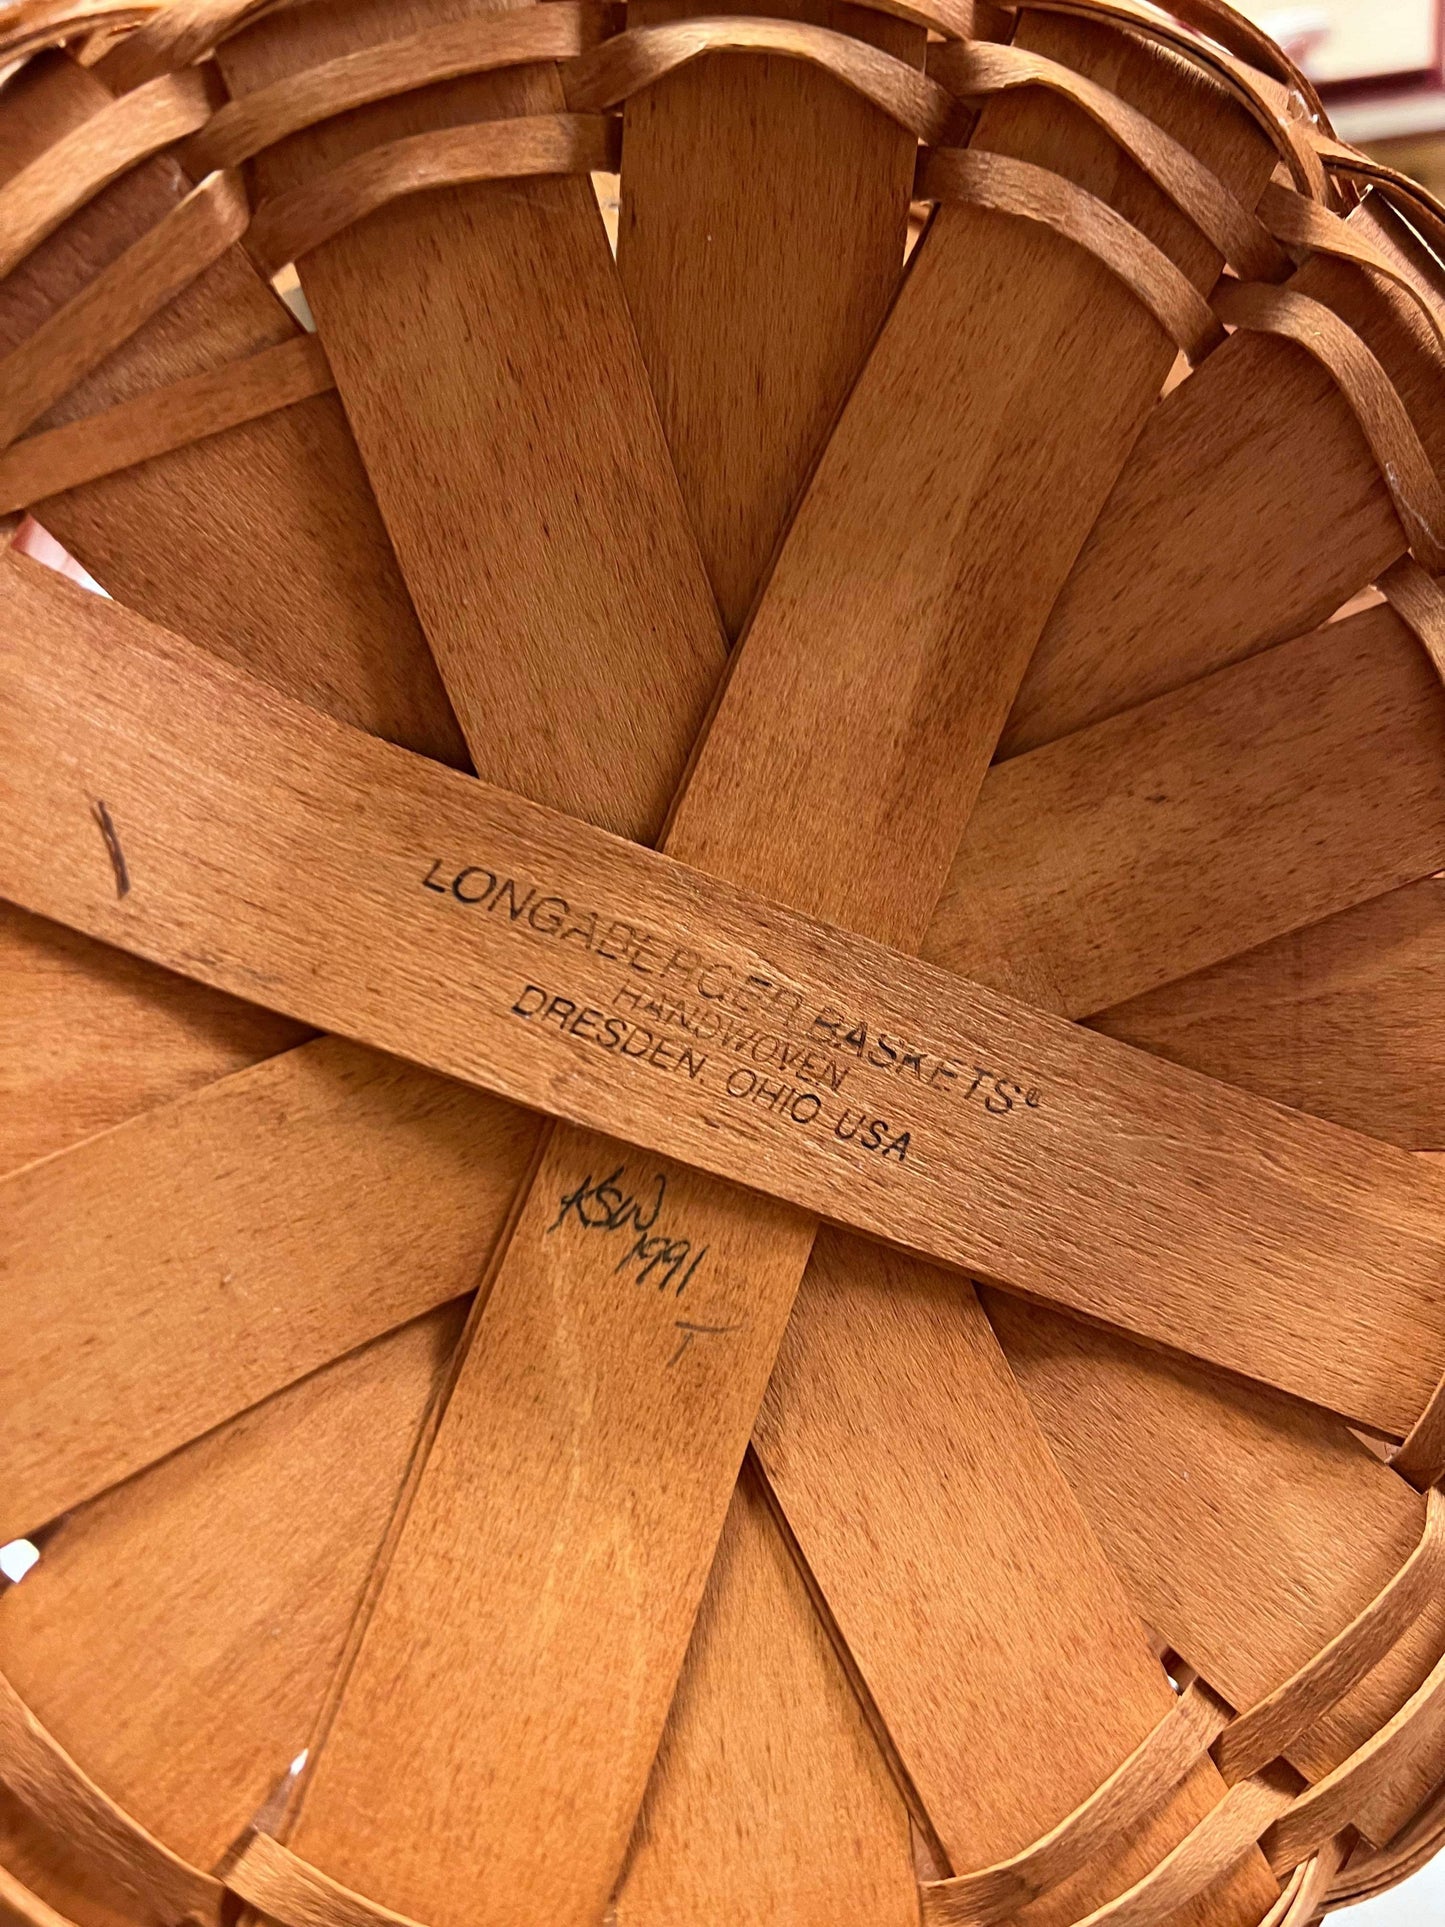 LONGABERGER BASKETS®
HANDWOVEN
DRESDEN, OHIO USA
KSW
1991
T